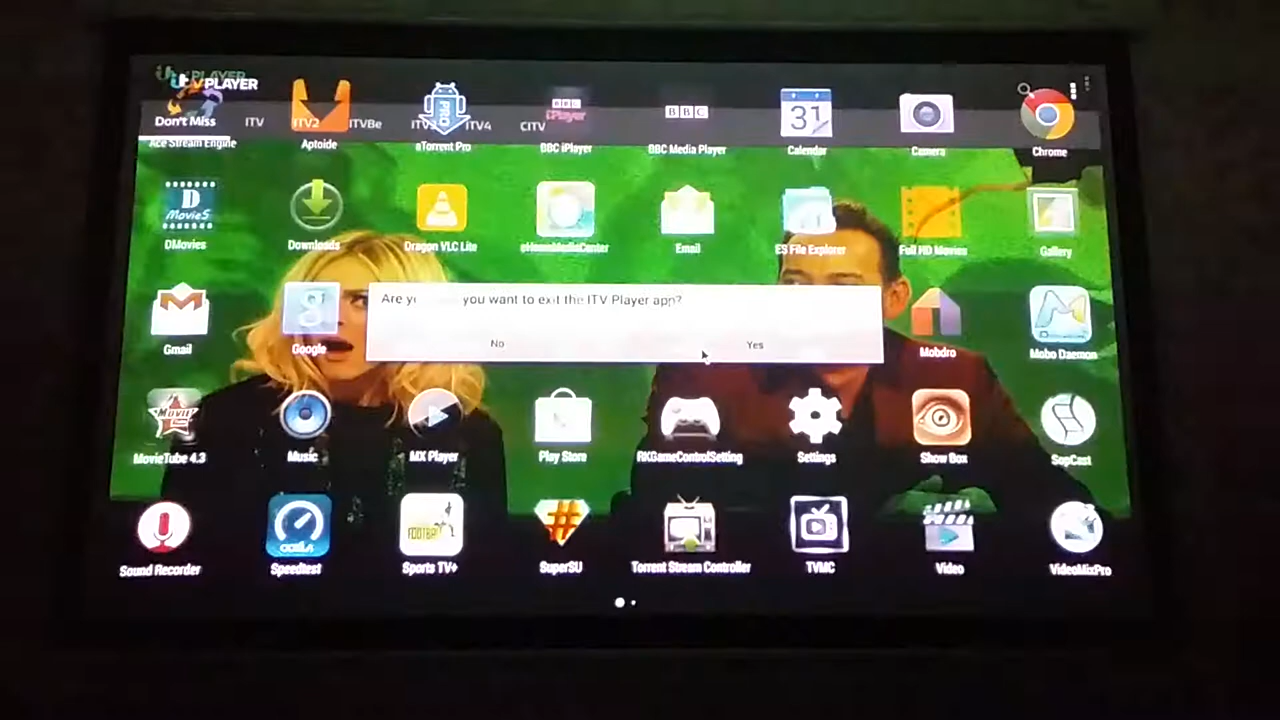 itv PLAYER
Don't Miss ITV ITV2 ITVBe ITV4 CITV
Ace Stream Engine Aptoide aTorrent Pro BBC iPlayer BBC Media Player Calendar Camera Chrome
DMovies Downloads Dragon VLC Lite eHomeMediaCenter Email ES File Explorer Full HD Movies Gallery
Are you want to exit the ITV Player app?
No Yes
Gmail Google Mobdro Mobo Daemon
MovieTube 4.3 Music MX Player Play Store RKGameControlSetting Settings Show Box SopCast
Sound Recorder Speedtest Sports TV+ SuperSU Torrent Stream Controller TVMC Video VideoMixPro